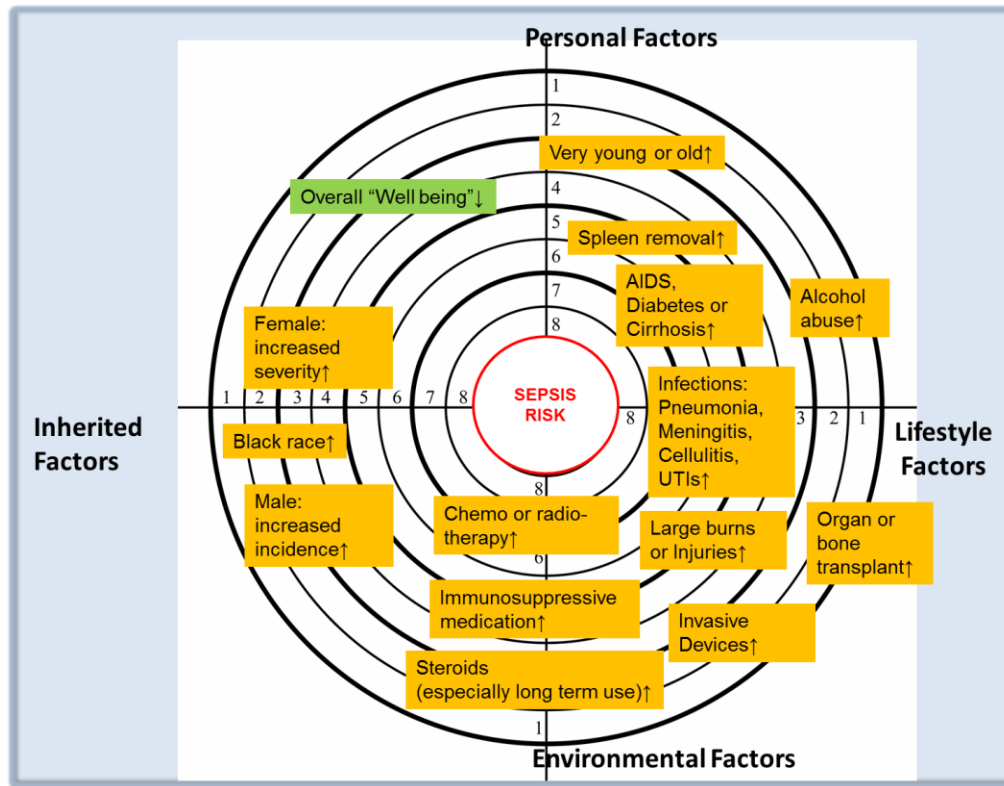 Personal Factors
1
2
Very young or old↑
Overall “Well being”↓
4
5
Spleen removal↑
6
AIDS,
Diabetes or
Cirrhosis↑
7
Alcohol
abuse↑
8
Female:
increased
severity↑
Infections:
Pneumonia,
Meningitis,
Cellulitis,
UTIs↑
SEPSIS
RISK
1 2 3 4 5 6 7 8
8 3 2 1
Inherited
Factors
Lifestyle
Factors
Black race↑
8
Male:
increased
incidence↑
Chemo or radio-
therapy↑
Large burns
or Injuries↑
Organ or
bone
transplant↑
6
Immunosuppressive
medication↑
Invasive
Devices↑
Steroids
(especially long term use)↑
1
Environmental Factors